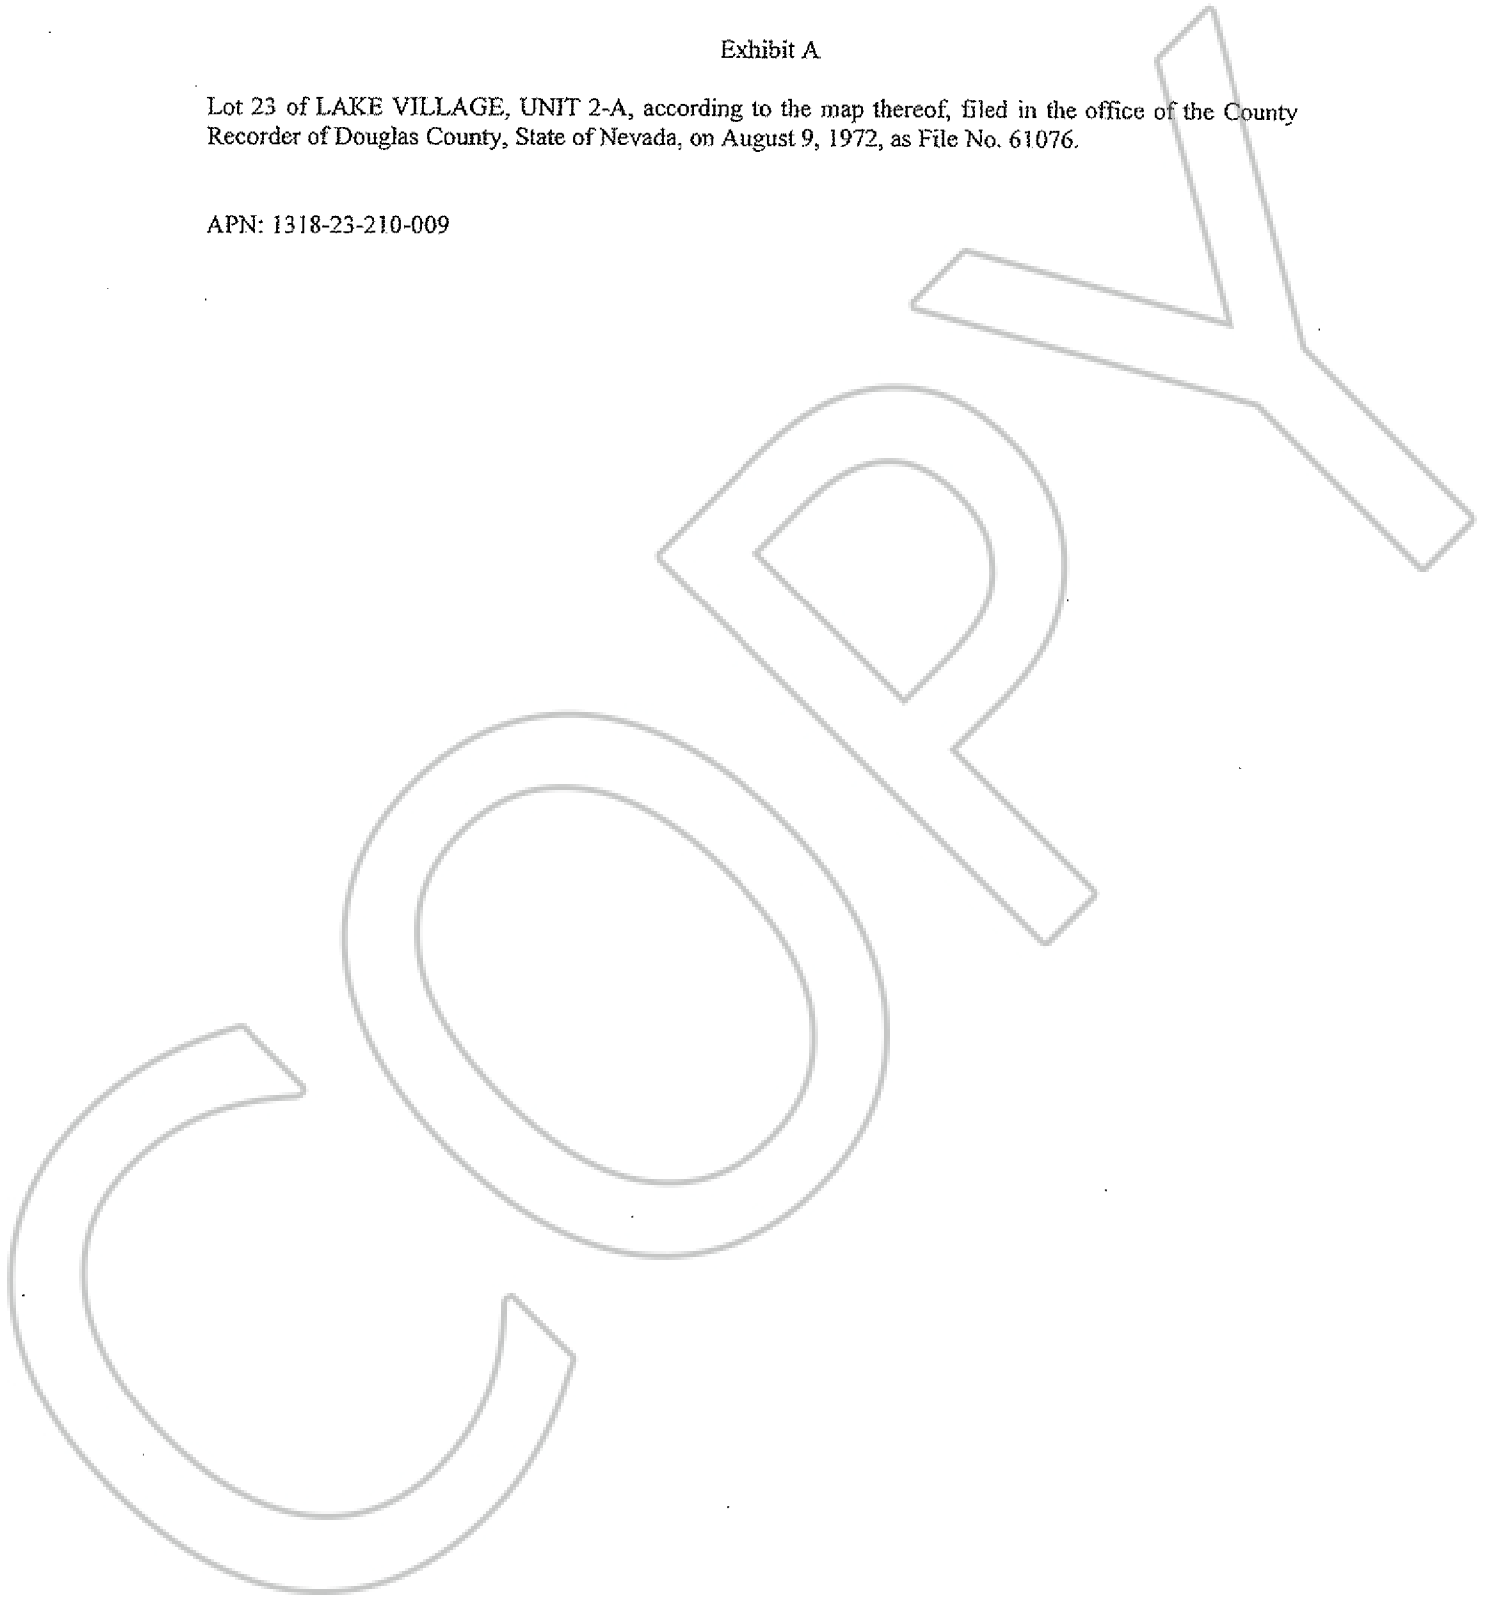 Exhibit A
Lot 23 of LAKE VILLAGE, UNIT 2-A, according to the map thereof, filed in the office of the County
Recorder of Douglas County, State of Nevada, on August 9, 1972, as File No. 61076.
APN: 1318-23-210-009
COPY